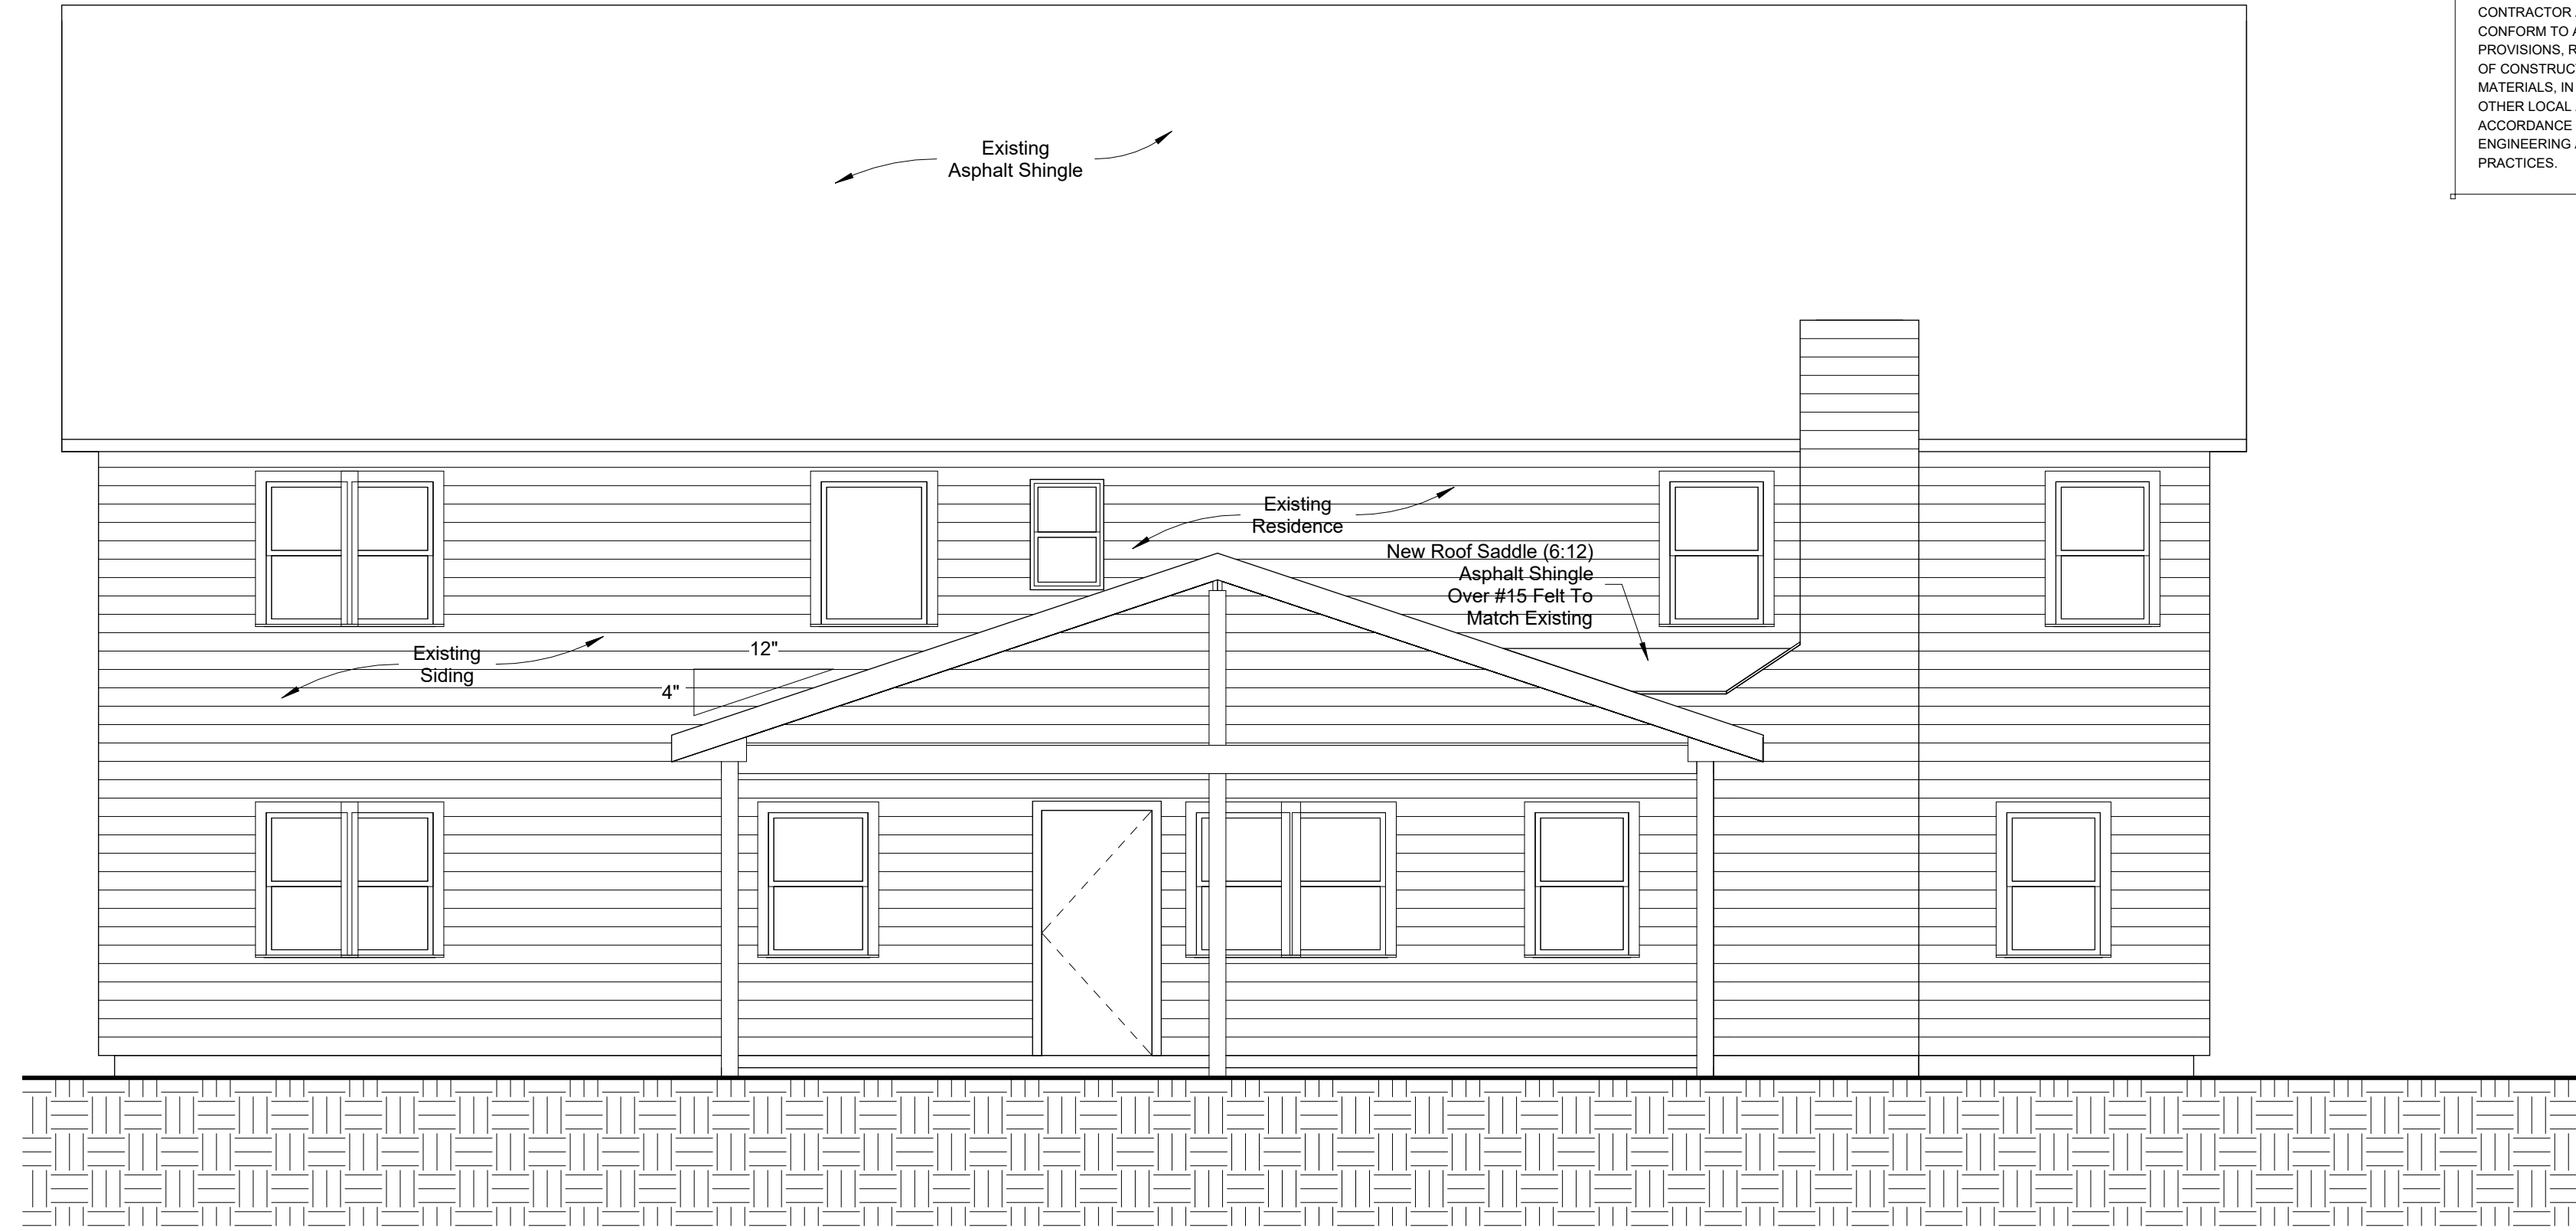 CONTRACTOR
CONFORM TO
PROVISIONS,
OF
MATERIALS, IN
OTHER LOCAL
ACCORDANCE
ENGINEERING
PRACTICES.
Existing
Asphalt Shingle
Existing
Residence
New Roof Saddle (6:12)
Asphalt Shingle
Over #15 Felt To
Match Existing
Existing
Siding
12"
4"